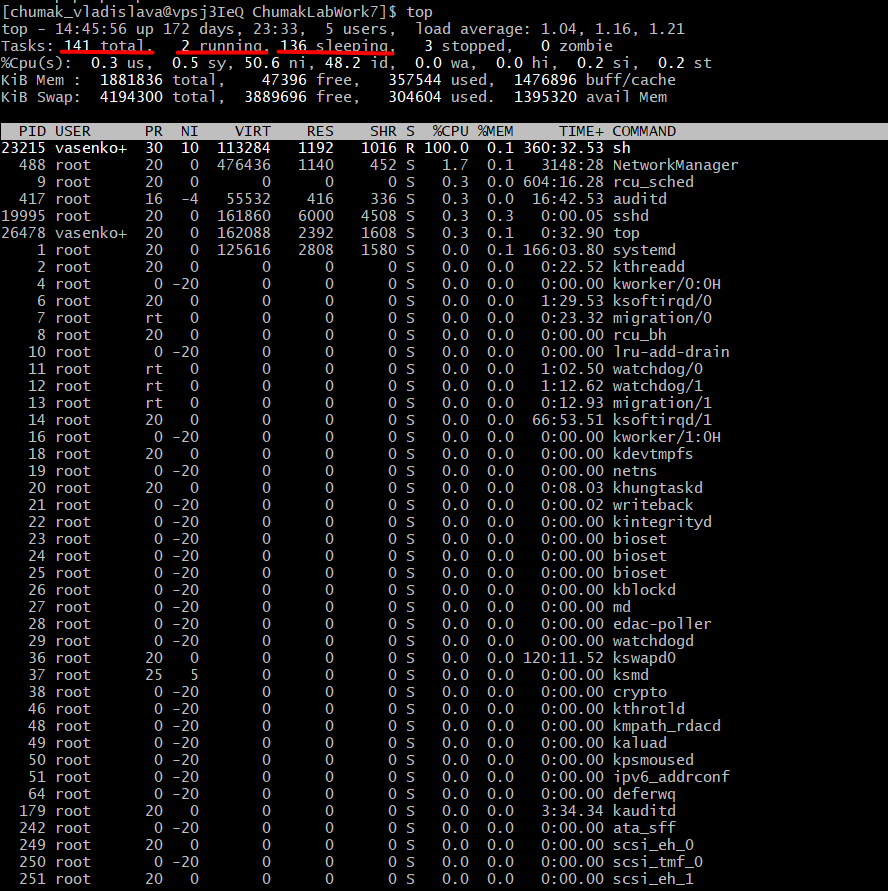 [chumak_vladislava@vpsj3IeQ ChumakLabWork7]$ top
top - 14:45:56 up 172 days, 23:33,  5 users,  load average: 1.04, 1.16, 1.21
Tasks: 141 total,   2 running, 136 sleeping,   3 stopped,   0 zombie
%Cpu(s):  0.3 us,  0.5 sy, 50.6 ni, 48.2 id,  0.0 wa,  0.0 hi,  0.2 si,  0.2 st
KiB Mem :  1881836 total,    47396 free,   357544 used,  1476896 buff/cache
KiB Swap:  4194300 total,  3889696 free,   304604 used.  1395320 avail Mem
PID USER PR NI VIRT RES SHR S %CPU %MEM TIME+ COMMAND
23215 vasenko+ 30 10 113284 1192 1016 R 100.0 0.1 360:32.53 sh
488 root 20 0 476436 1140 452 S 1.7 0.1 3148:28 NetworkManager
9 root 20 0 0 0 0 S 0.3 0.0 604:16.28 rcu_sched
417 root 16 -4 55532 416 336 S 0.3 0.0 16:42.53 auditd
19995 root 20 0 161860 6000 4508 S 0.3 0.3 0:00.05 sshd
26478 vasenko+ 20 0 162088 2392 1608 S 0.3 0.1 0:32.90 top
1 root 20 0 125616 2808 1580 S 0.0 0.1 166:03.80 systemd
2 root 20 0 0 0 0 S 0.0 0.0 0:22.52 kthreadd
4 root 0 -20 0 0 0 S 0.0 0.0 0:00.00 kworker/0:0H
6 root 20 0 0 0 0 S 0.0 0.0 1:29.53 ksoftirqd/0
7 root rt 0 0 0 0 S 0.0 0.0 0:23.32 migration/0
8 root 20 0 0 0 0 S 0.0 0.0 0:00.00 rcu_bh
10 root 0 -20 0 0 0 S 0.0 0.0 0:00.00 lru-add-drain
11 root rt 0 0 0 0 S 0.0 0.0 1:02.50 watchdog/0
12 root rt 0 0 0 0 S 0.0 0.0 1:12.62 watchdog/1
13 root rt 0 0 0 0 S 0.0 0.0 0:12.93 migration/1
14 root 20 0 0 0 0 S 0.0 0.0 66:53.51 ksoftirqd/1
16 root 0 -20 0 0 0 S 0.0 0.0 0:00.00 kworker/1:0H
18 root 20 0 0 0 0 S 0.0 0.0 0:00.00 kdevtmpfs
19 root 0 -20 0 0 0 S 0.0 0.0 0:00.00 netns
20 root 20 0 0 0 0 S 0.0 0.0 0:08.03 khungtaskd
21 root 0 -20 0 0 0 S 0.0 0.0 0:00.02 writeback
22 root 0 -20 0 0 0 S 0.0 0.0 0:00.00 kintegrityd
23 root 0 -20 0 0 0 S 0.0 0.0 0:00.00 bioset
24 root 0 -20 0 0 0 S 0.0 0.0 0:00.00 bioset
25 root 0 -20 0 0 0 S 0.0 0.0 0:00.00 bioset
26 root 0 -20 0 0 0 S 0.0 0.0 0:00.00 kblockd
27 root 0 -20 0 0 0 S 0.0 0.0 0:00.00 md
28 root 0 -20 0 0 0 S 0.0 0.0 0:00.00 edac-poller
29 root 0 -20 0 0 0 S 0.0 0.0 0:00.00 watchdogd
36 root 20 0 0 0 0 S 0.0 0.0 120:11.52 kswapd0
37 root 25 5 0 0 0 S 0.0 0.0 0:00.00 ksmd
38 root 0 -20 0 0 0 S 0.0 0.0 0:00.00 crypto
46 root 0 -20 0 0 0 S 0.0 0.0 0:00.00 kthrotld
48 root 0 -20 0 0 0 S 0.0 0.0 0:00.00 kmpath_rdacd
49 root 0 -20 0 0 0 S 0.0 0.0 0:00.00 kaluad
50 root 0 -20 0 0 0 S 0.0 0.0 0:00.00 kpsmoused
51 root 0 -20 0 0 0 S 0.0 0.0 0:00.00 ipv6_addrconf
64 root 0 -20 0 0 0 S 0.0 0.0 0:00.00 deferwq
179 root 20 0 0 0 0 S 0.0 0.0 3:34.34 kauditd
242 root 0 -20 0 0 0 S 0.0 0.0 0:00.00 ata_sff
249 root 20 0 0 0 0 S 0.0 0.0 0:00.00 scsi_eh_0
250 root 0 -20 0 0 0 S 0.0 0.0 0:00.00 scsi_tmf_0
251 root 20 0 0 0 0 S 0.0 0.0 0:00.00 scsi_eh_1